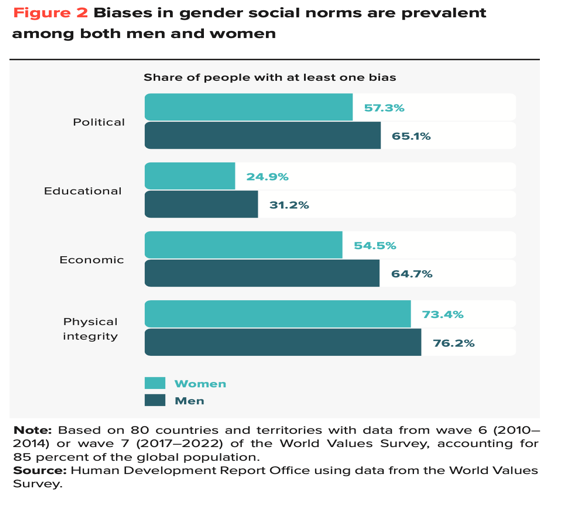 Figure 2 Biases in gender social norms are prevalent
among both men and women
Share of people with at least one bias
Political
57.3%
65.1%
Educational
24.9%
31.2%
Economic
54.5%
64.7%
Physical
integrity
73.4%
76.2%
Women
Men
Note: Based on 80 countries and territories with data from wave 6 (2010–
2014) or wave 7 (2017–2022) of the World Values Survey, accounting for
85 percent of the global population.
Source: Human Development Report Office using data from the World Values
Survey.